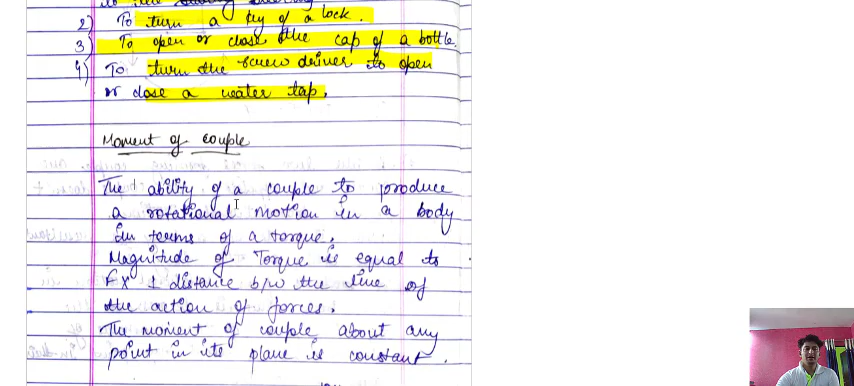 2) To turn a key of a lock.
3) To open or close the cap of a bottle.
4) To turn the screw driver to open
or close a water tap.
Moment of couple
The ability of a couple to produce
a rotational motion in a body
in terms of a torque.
Magnitude of Torque is equal to
F x ⊥ distance b/w the line of
the action of forces.
The moment of couple about any
point in its plane is constant.